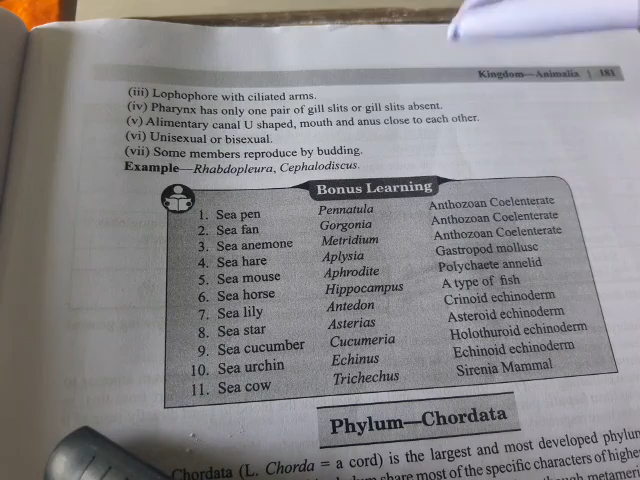 Kingdom—Animalia | 181
(iii) Lophophore with ciliated arms.
(iv) Pharynx has only one pair of gill slits or gill slits absent.
(v) Alimentary canal U shaped, mouth and anus close to each other.
(vi) Unisexual or bisexual.
(vii) Some members reproduce by budding.
Example—Rhabdopleura, Cephalodiscus.
Bonus Learning
1. Sea pen Pennatula Anthozoan Coelenterate
2. Sea fan Gorgonia Anthozoan Coelenterate
3. Sea anemone Metridium Anthozoan Coelenterate
4. Sea hare Aplysia Gastropod mollusc
5. Sea mouse Aphrodite Polychaete annelid
6. Sea horse Hippocampus A type of fish
7. Sea lily Antedon Crinoid echinoderm
8. Sea star Asterias Asteroid echinoderm
9. Sea cucumber Cucumeria Holothuroid echinoderm
10. Sea urchin Echinus Echinoid echinoderm
11. Sea cow Trichechus Sirenia Mammal
Phylum—Chordata
Chordata (L. Chorda = a cord) is the largest and most developed phylum
share most of the specific characters of highe
though metameri